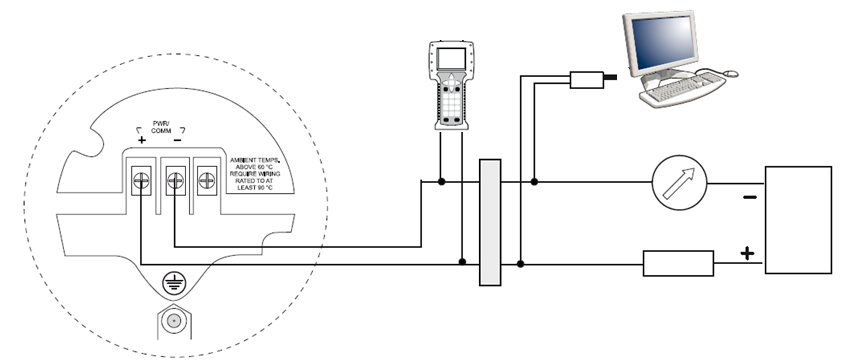 PWR/
COMM
+ −
AMBIENT TEMPS.
ABOVE 60 °C
REQUIRE WIRING
RATED TO AT
LEAST 90 °C
−
+